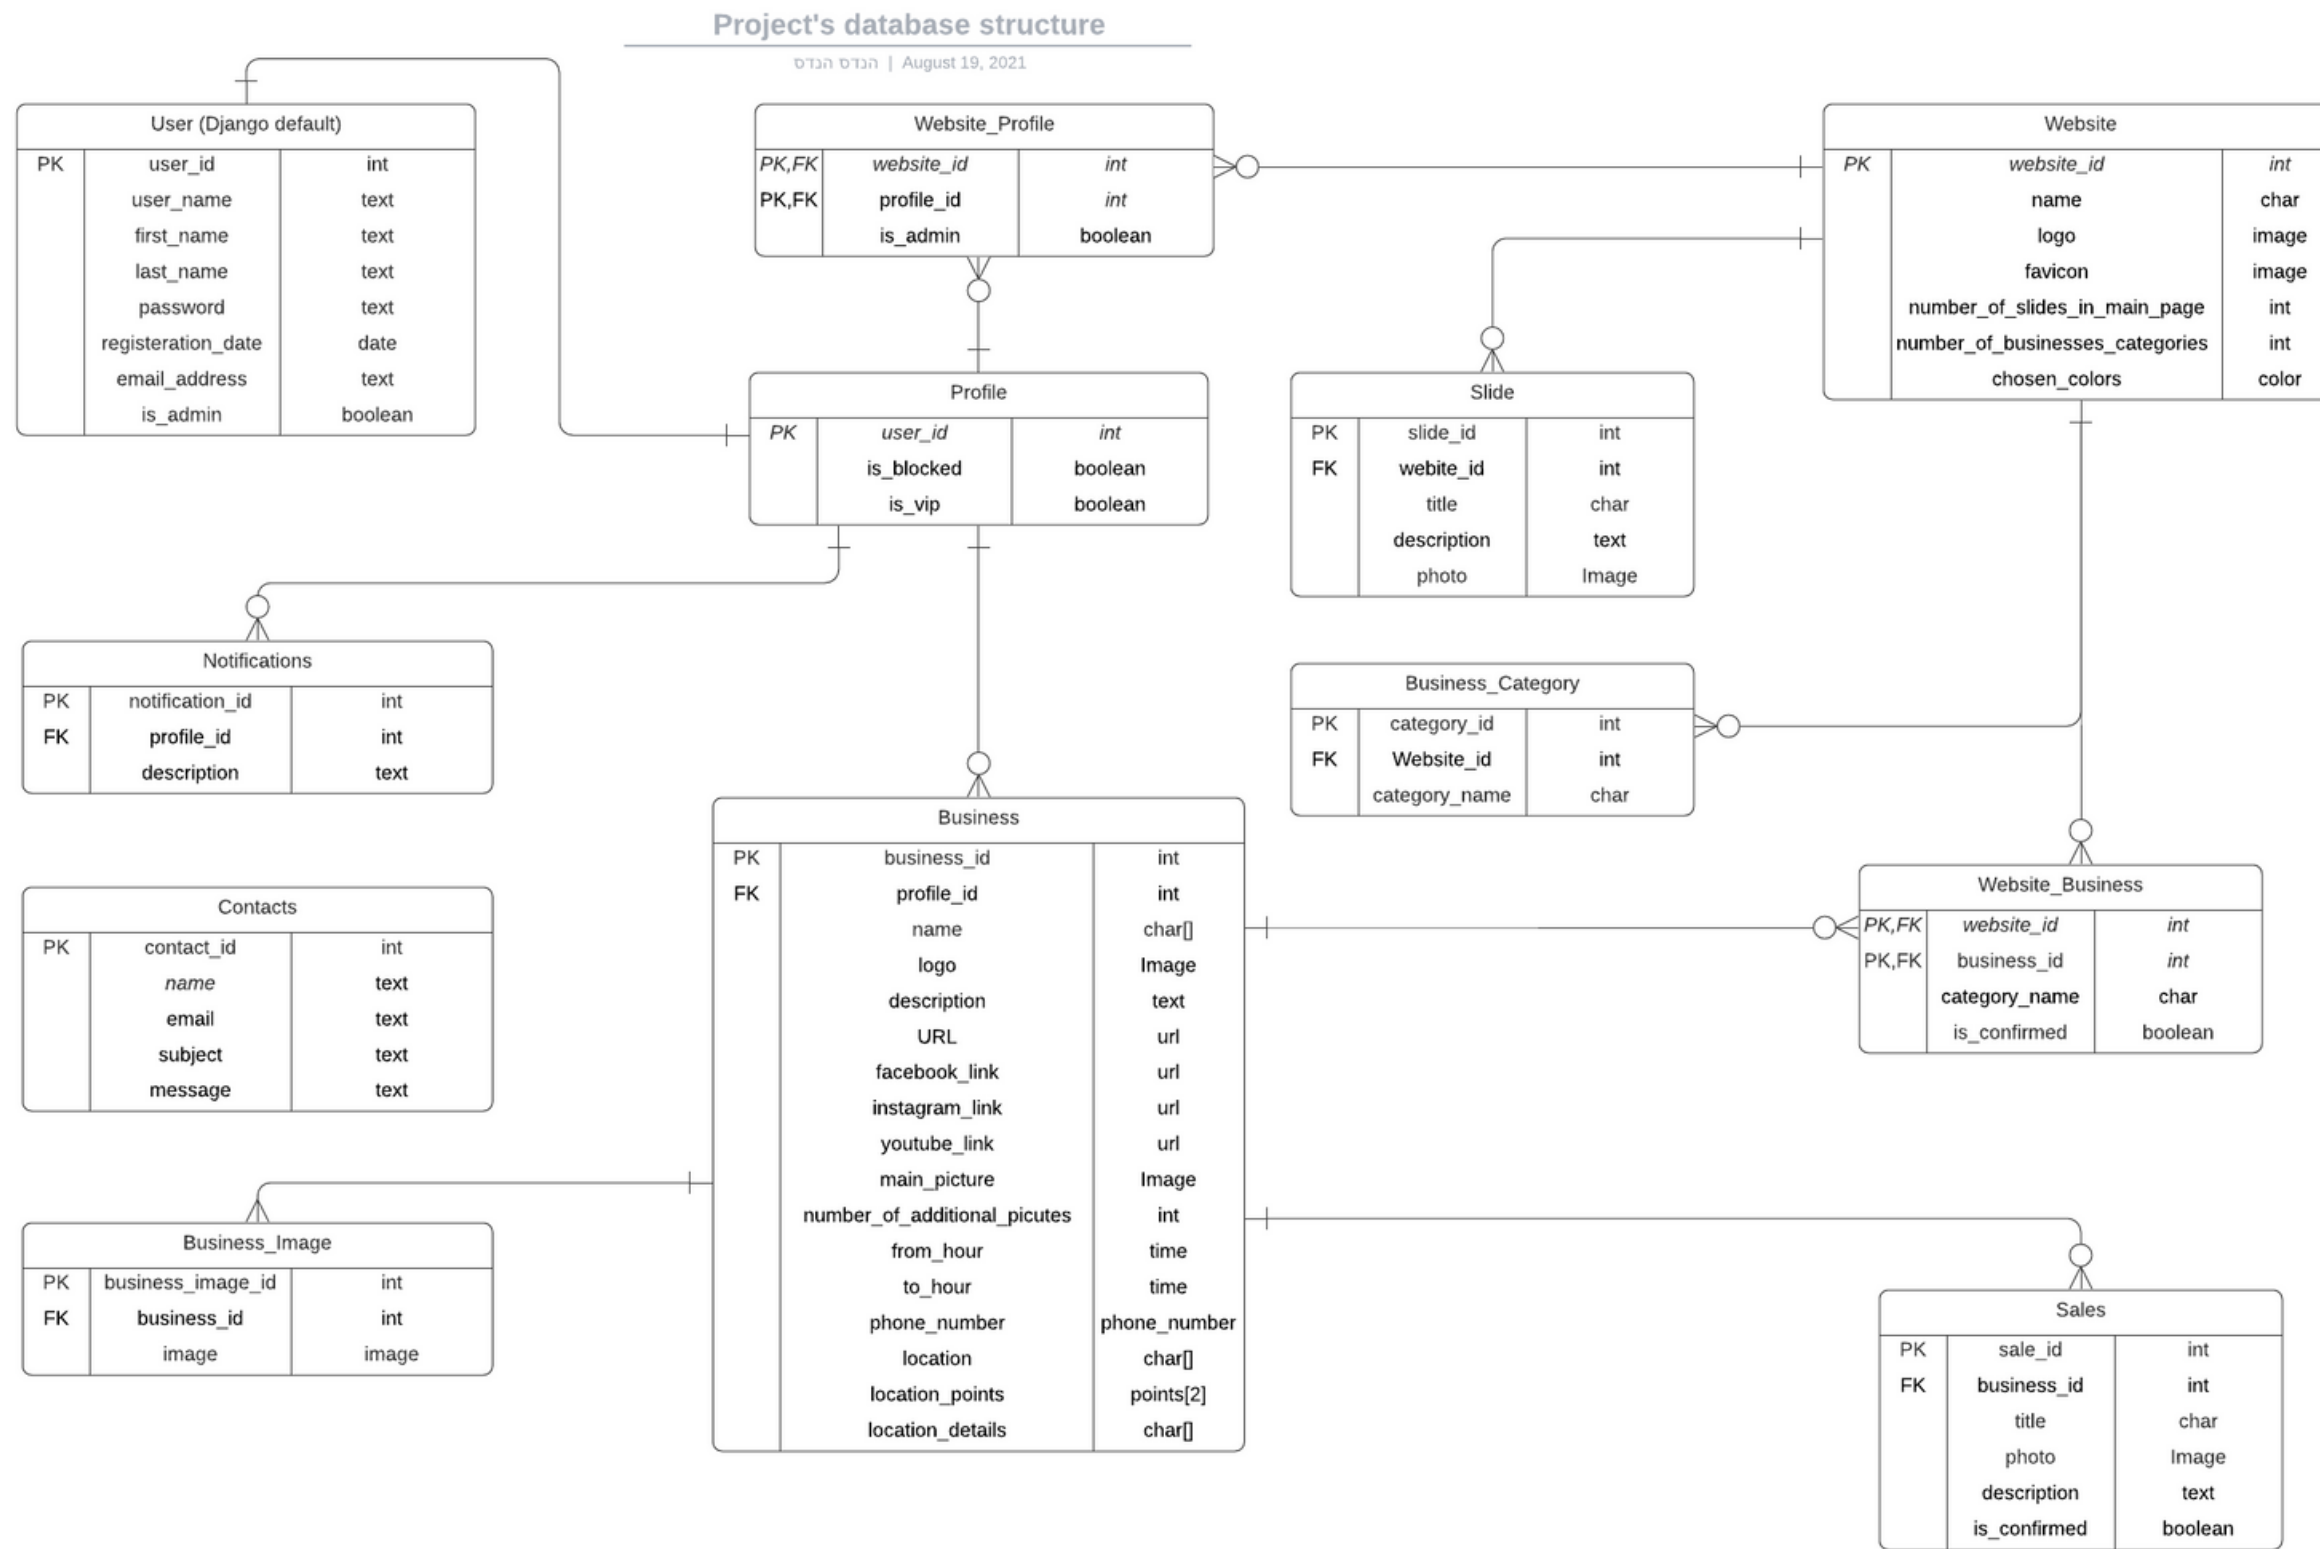 Project's database structure
הנדס הנדס | August 19, 2021
User (Django default)
PK user_id int
user_name text
first_name text
last_name text
password text
registeration_date date
email_address text
is_admin boolean
Website_Profile
PK,FK website_id int
PK,FK profile_id int
is_admin boolean
Website
PK website_id int
name char
logo image
favicon image
number_of_slides_in_main_page int
number_of_businesses_categories int
chosen_colors color
Profile
PK user_id int
is_blocked boolean
is_vip boolean
Slide
PK slide_id int
FK webite_id int
title char
description text
photo Image
Notifications
PK notification_id int
FK profile_id int
description text
Business_Category
PK category_id int
FK Website_id int
category_name char
Business
PK business_id int
FK profile_id int
name char[]
logo Image
description text
URL url
facebook_link url
instagram_link url
youtube_link url
main_picture Image
number_of_additional_picutes int
from_hour time
to_hour time
phone_number phone_number
location char[]
location_points points[2]
location_details char[]
Website_Business
PK,FK website_id int
PK,FK business_id int
category_name char
is_confirmed boolean
Contacts
PK contact_id int
name text
email text
subject text
message text
Business_Image
PK business_image_id int
FK business_id int
image image
Sales
PK sale_id int
FK business_id int
title char
photo Image
description text
is_confirmed boolean